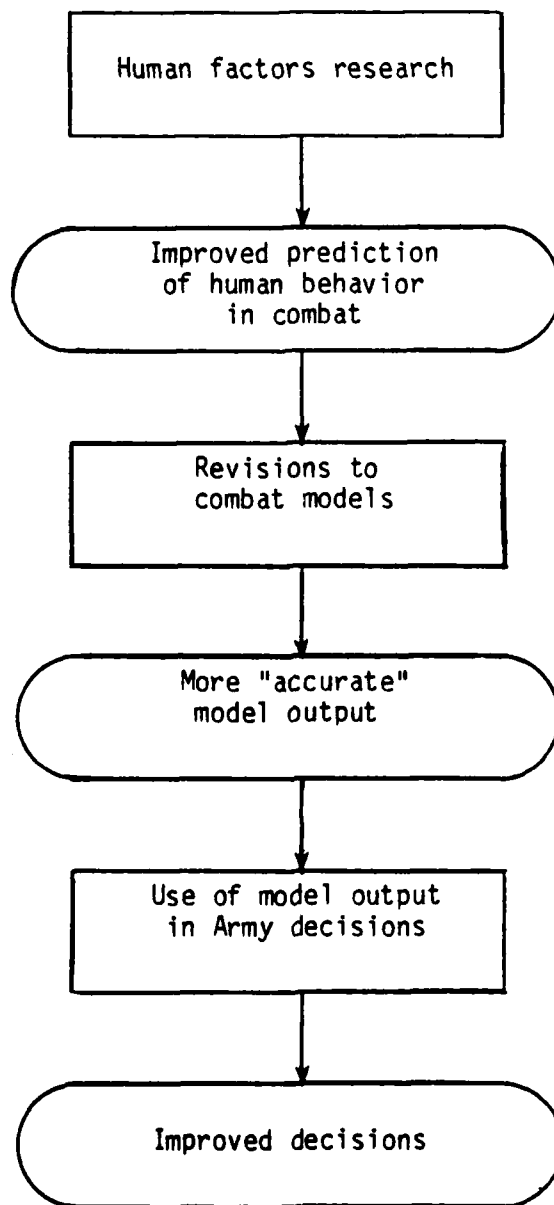 Human factors research
Improved prediction
of human behavior
in combat
Revisions to
combat models
More "accurate"
model output
Use of model output
in Army decisions
Improved decisions